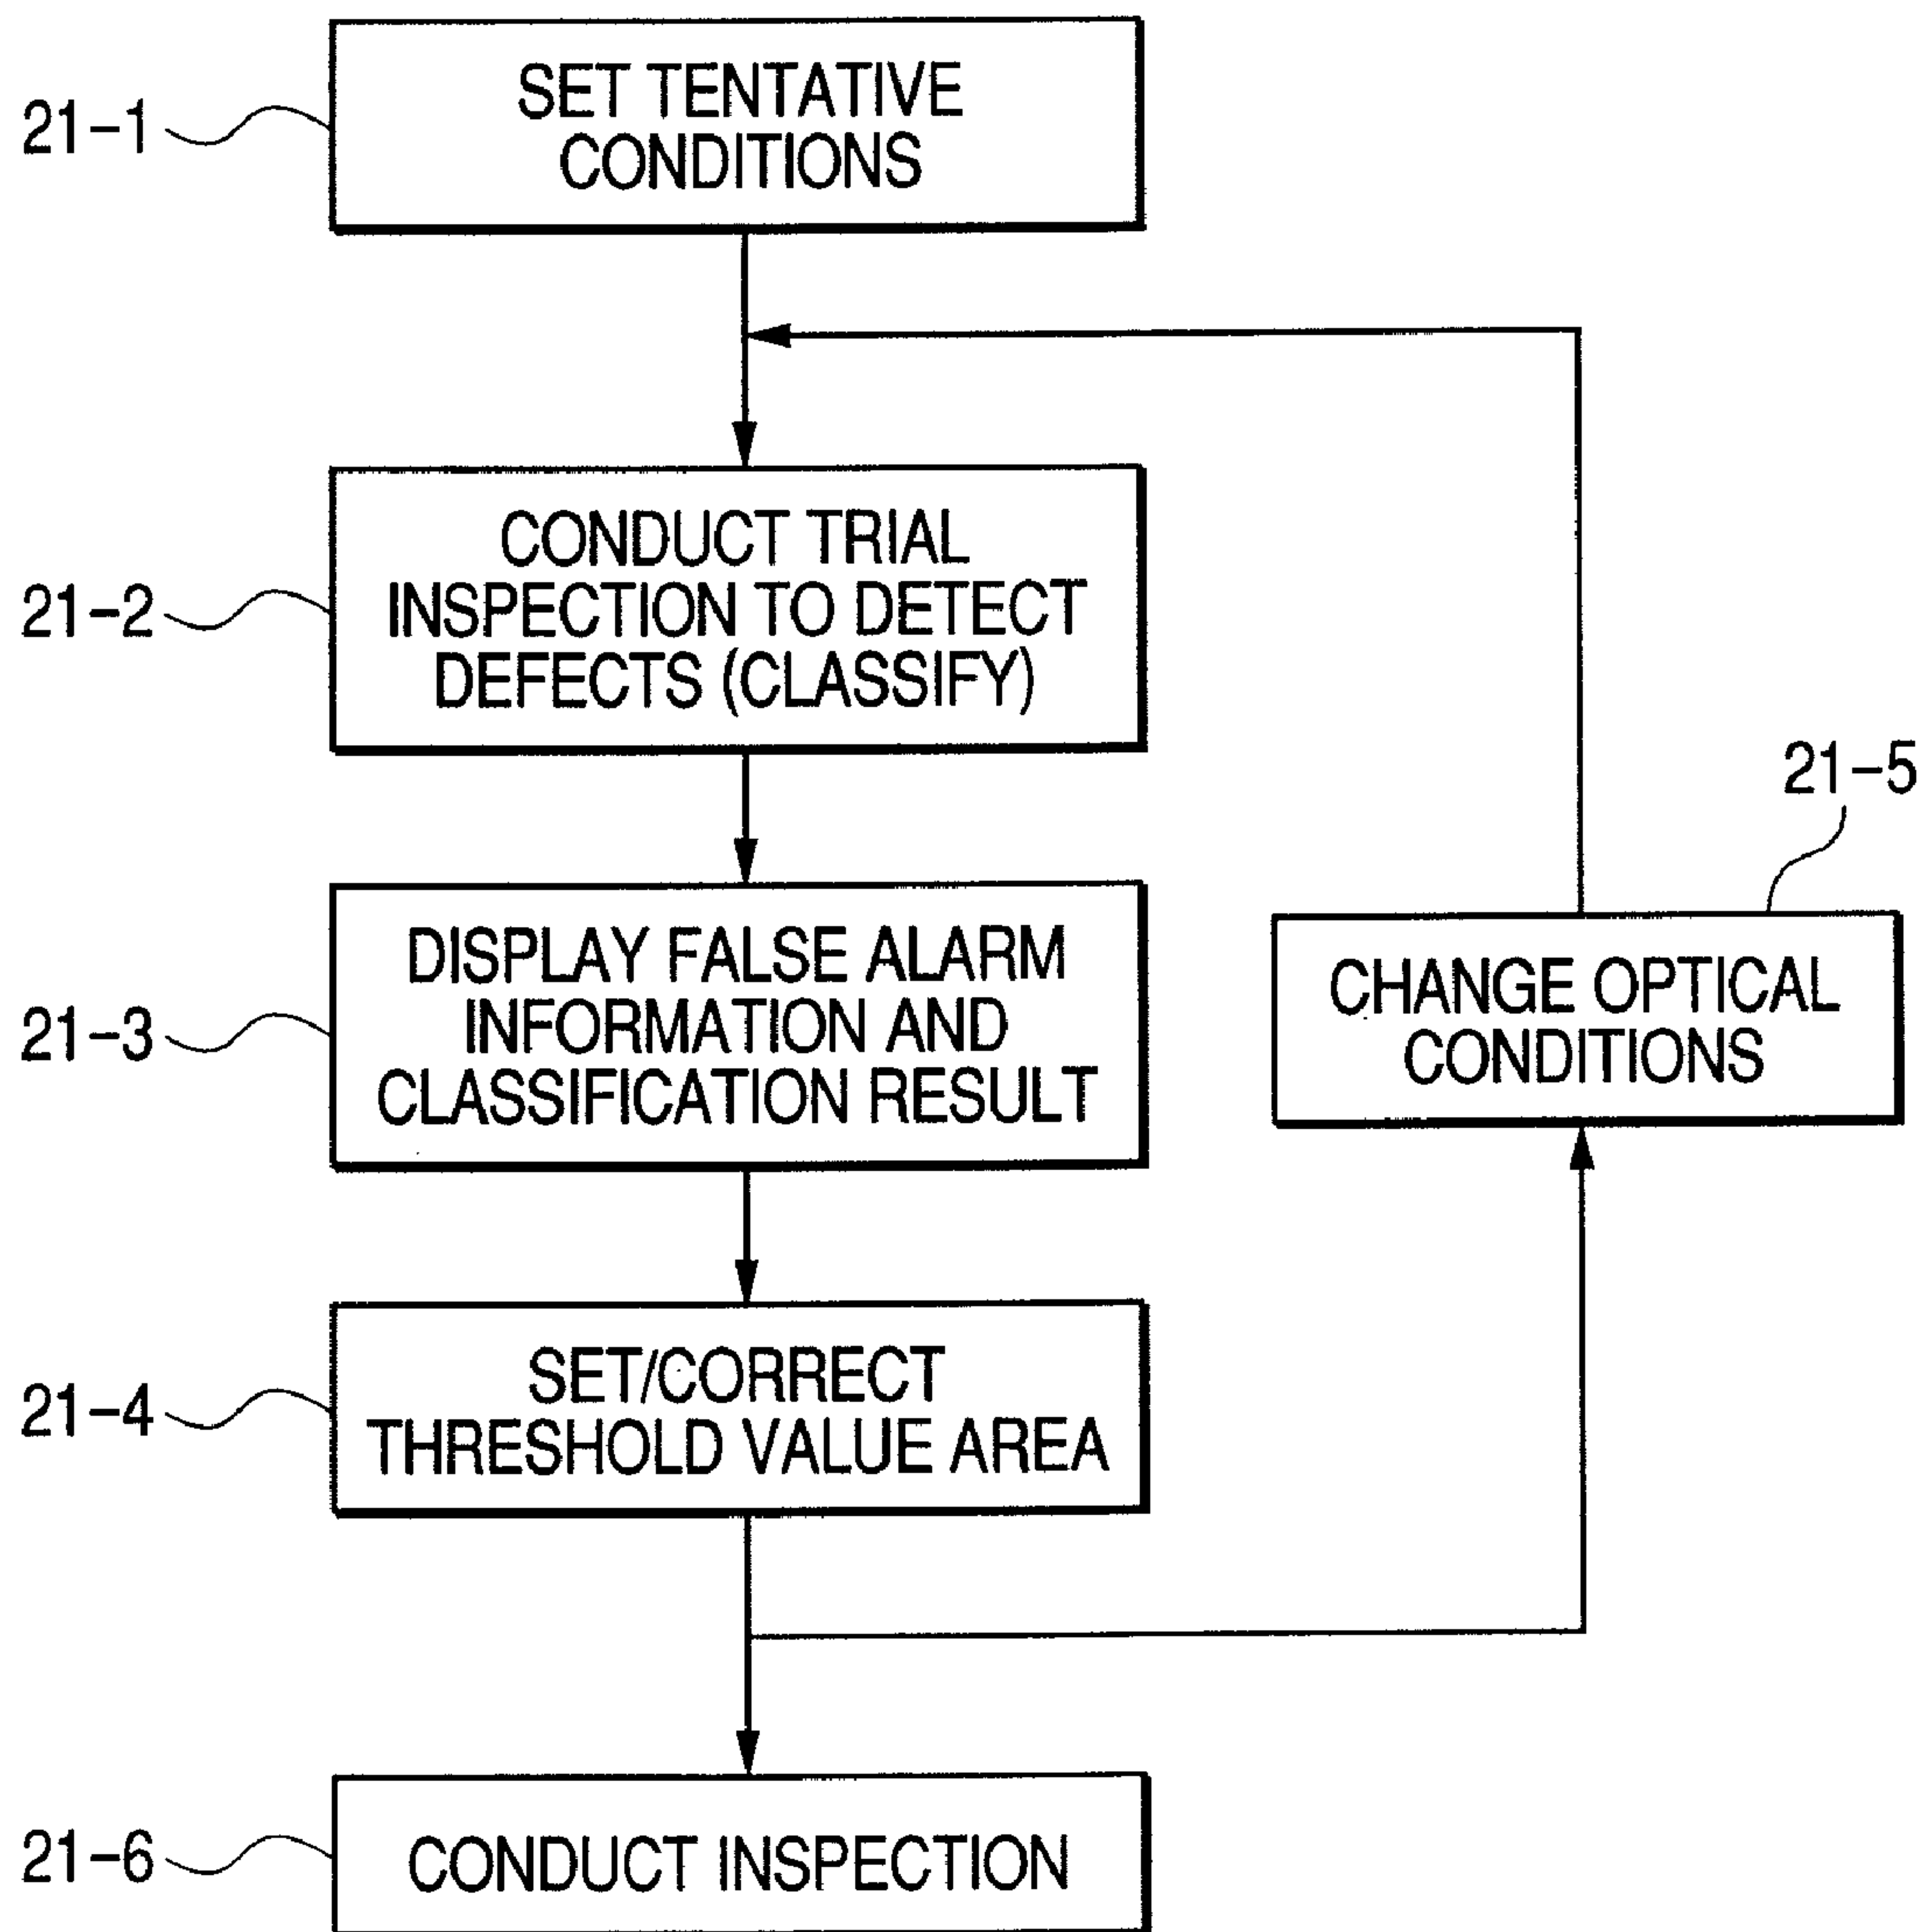 21-1
SET TENTATIVE
CONDITIONS
21-2
CONDUCT TRIAL
INSPECTION TO DETECT
DEFECTS (CLASSIFY)
21-3
DISPLAY FALSE ALARM
INFORMATION AND
CLASSIFICATION RESULT
21-5
CHANGE OPTICAL
CONDITIONS
21-4
SET/CORRECT
THRESHOLD VALUE AREA
21-6
CONDUCT INSPECTION